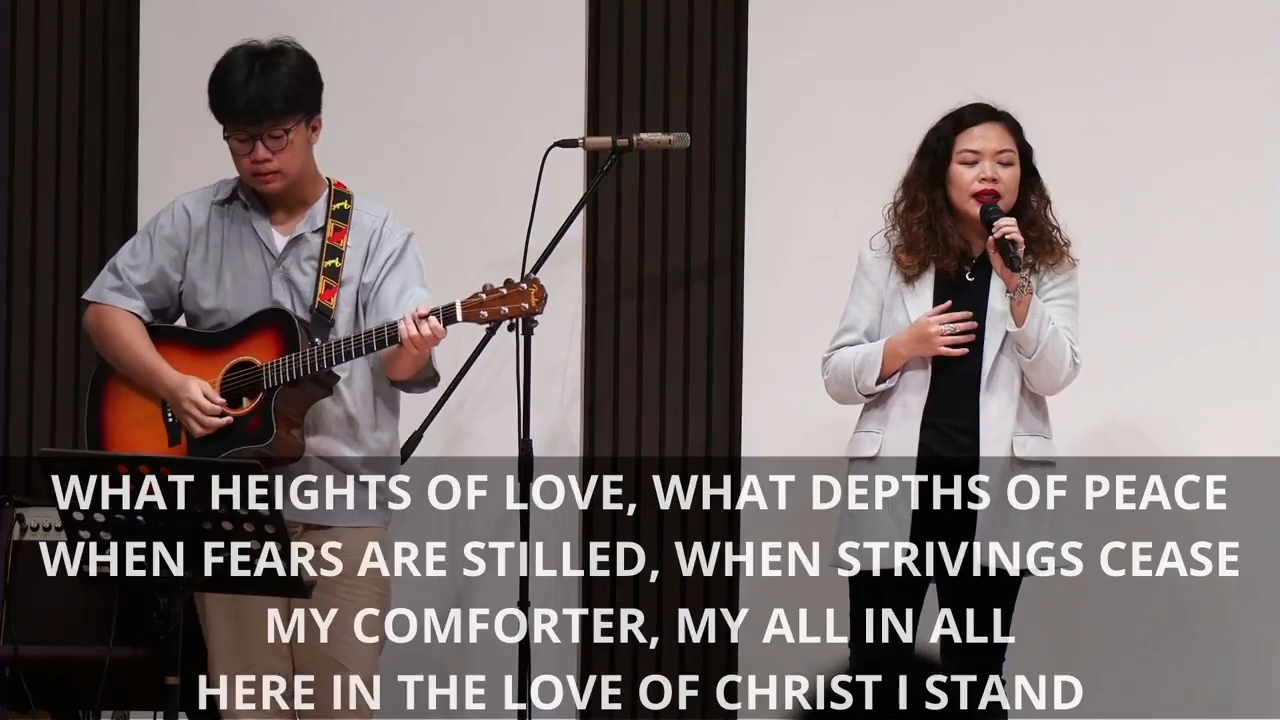 WHAT HEIGHTS OF LOVE, WHAT DEPTHS OF PEACE
WHEN FEARS ARE STILLED, WHEN STRIVINGS CEASE
MY COMFORTER, MY ALL IN ALL
HERE IN THE LOVE OF CHRIST I STAND